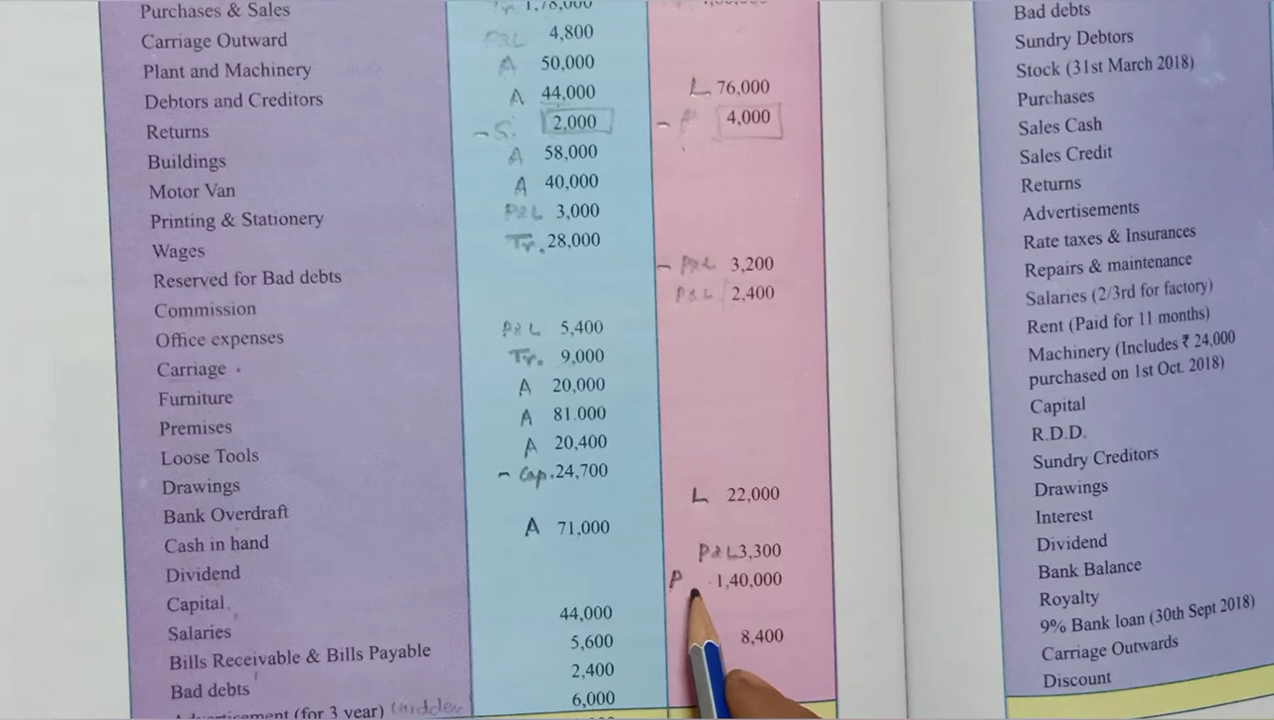 Purchases & Sales Tr 1,78,000
Carriage Outward P&L 4,800
Plant and Machinery A 50,000
Debtors and Creditors A 44,000 L 76,000
Returns - S. 2,000 - P 4,000
Buildings A 58,000
Motor Van A 40,000
Printing & Stationery P&L 3,000
Wages Tr. 28,000
Reserved for Bad debts - P&L 3,200
Commission P&L 2,400
Office expenses P&L 5,400
Carriage Tr. 9,000
Furniture A 20,000
Premises A 81.000
Loose Tools A 20,400
Drawings - Cap. 24,700
Bank Overdraft L 22,000
Cash in hand A 71,000
Dividend P&L 3,300
Capital P 1,40,000
Salaries 44,000
Bills Receivable & Bills Payable 5,600 8,400
Bad debts 2,400
(for 3 year) 6,000
Bad debts
Sundry Debtors
Stock (31st March 2018)
Purchases
Sales Cash
Sales Credit
Returns
Advertisements
Rate taxes & Insurances
Repairs & maintenance
Salaries (2/3rd for factory)
Rent (Paid for 11 months)
Machinery (Includes ₹ 24,000
purchased on 1st Oct. 2018)
Capital
R.D.D.
Sundry Creditors
Drawings
Interest
Dividend
Bank Balance
Royalty
9% Bank loan (30th Sept 2018)
Carriage Outwards
Discount